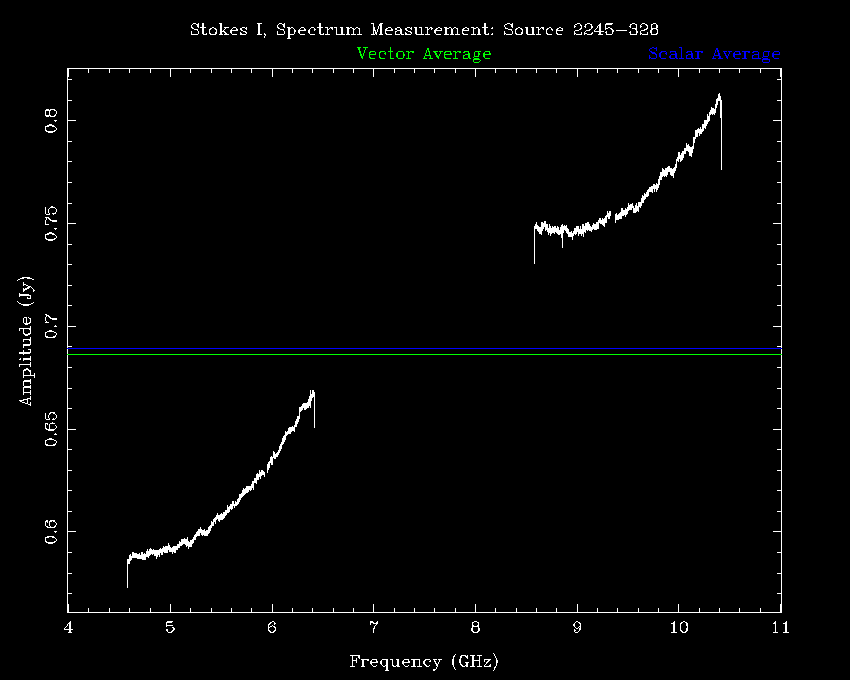 Stokes I, Spectrum Measurement: Source 2245−328
Vector Average Scalar Average
0.8
0.75
0.7
0.65
0.6
Amplitude (Jy)
4 5 6 7 8 9 10 11
Frequency (GHz)